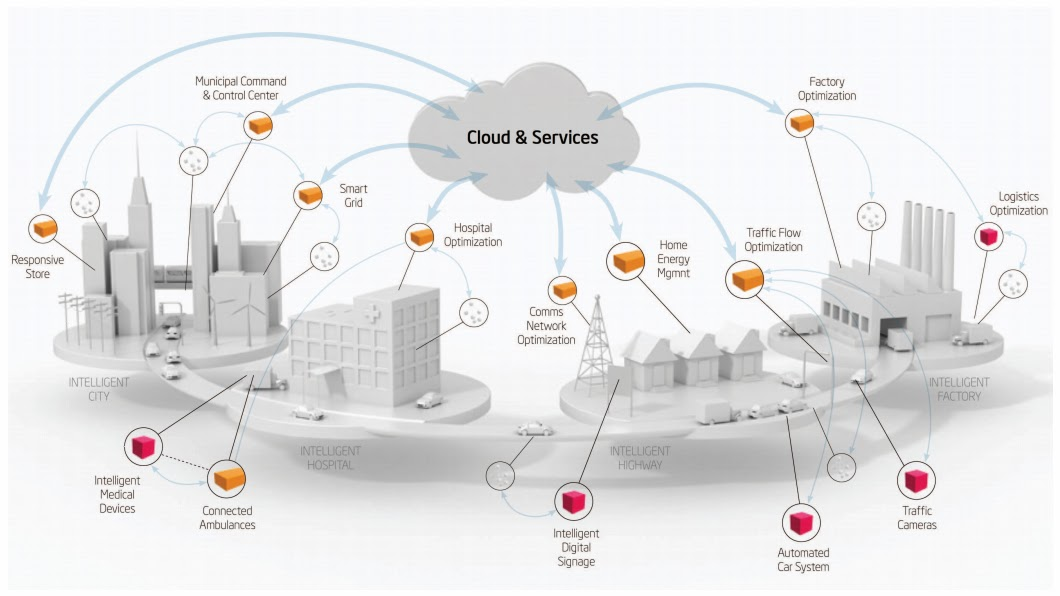 Municipal Command
& Control Center
Factory
Optimization
Cloud & Services
Smart
Grid
Logistics
Optimization
Responsive
Store
Hospital
Optimization
Home
Energy
Mgmnt
Traffic Flow
Optimization
Comms
Network
Optimization
INTELLIGENT
CITY
INTELLIGENT
FACTORY
INTELLIGENT
HOSPITAL
INTELLIGENT
HIGHWAY
Intelligent
Medical
Devices
Connected
Ambulances
Intelligent
Digital
Signage
Traffic
Cameras
Automated
Car System